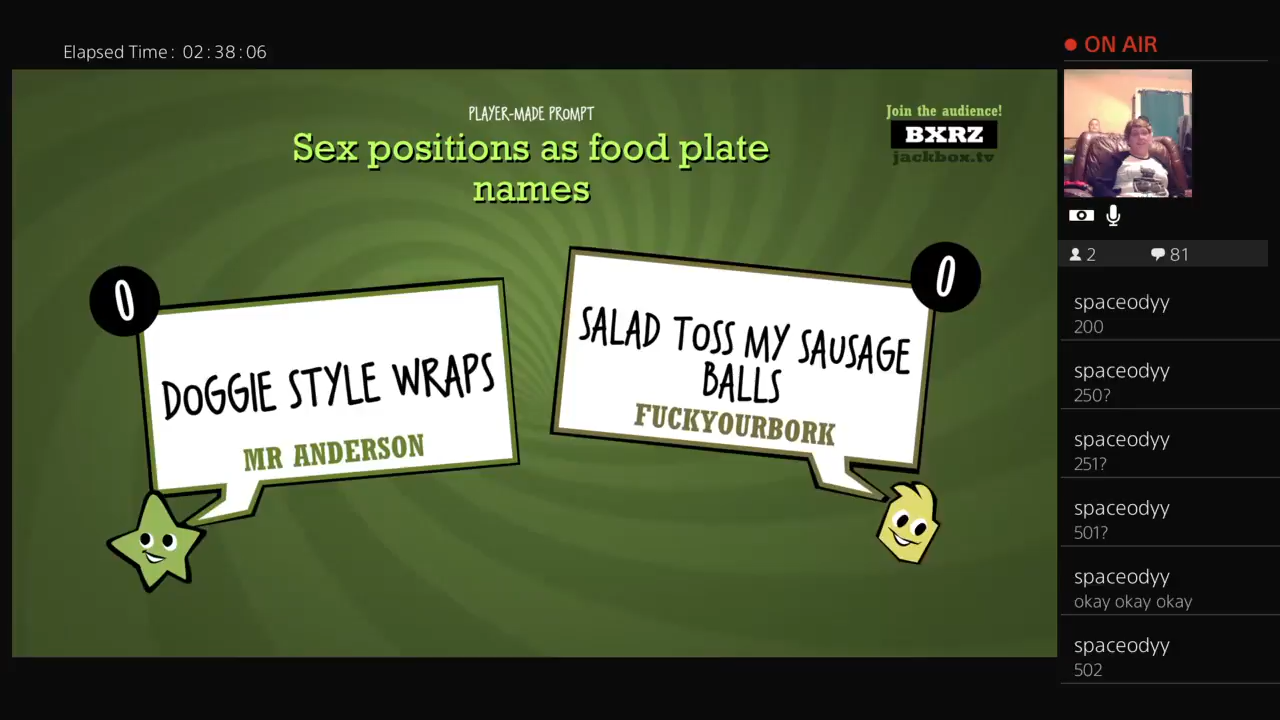 Elapsed Time: 02:38:06
ON AIR
PLAYER-MADE PROMPT
Sex positions as food plate
names
Join the audience!
BXRZ
jackbox.tv
0
DOGGIE STYLE WRAPS
MR ANDERSON
0
SALAD TOSS MY SAUSAGE
BALLS
FUCKYOURBORK
2 81
spaceodyy
200
spaceodyy
250?
spaceodyy
251?
spaceodyy
501?
spaceodyy
okay okay okay
spaceodyy
502